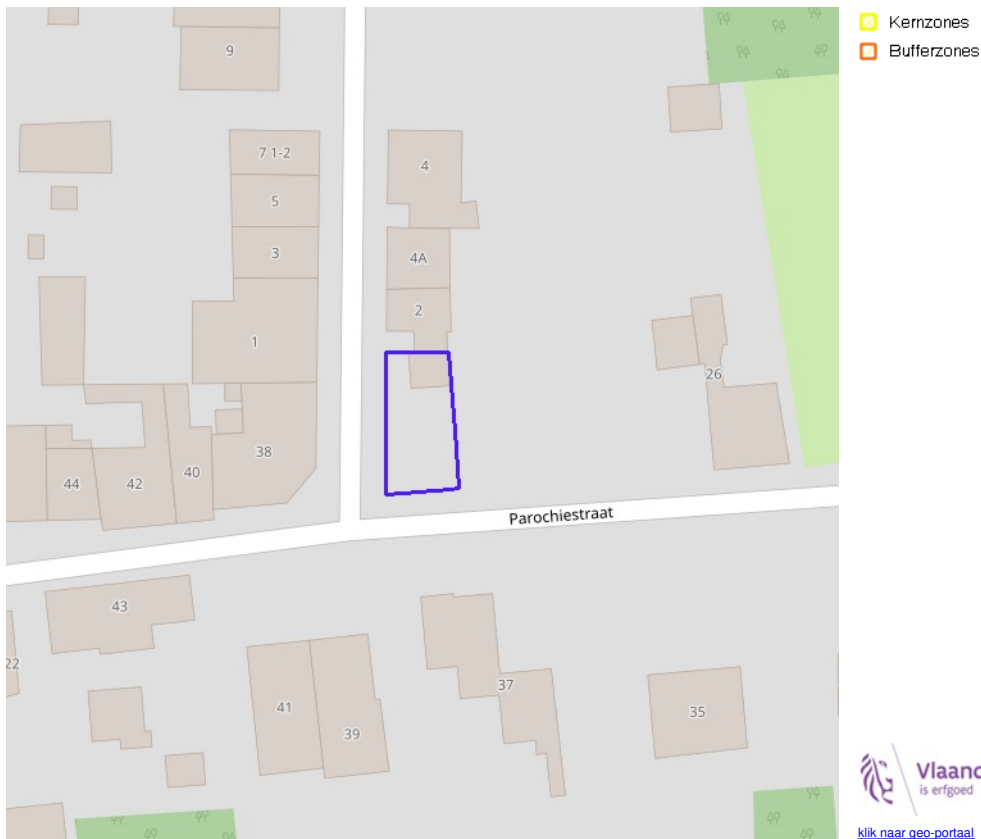 Kernzones
Bufferzones
9
7 1-2
4
5
3
4A
2
1
26
38
40
44
42
Parochiestraat
43
22
37
41
35
39
Vlaand
is erfgoed
klik naar geo-portaal